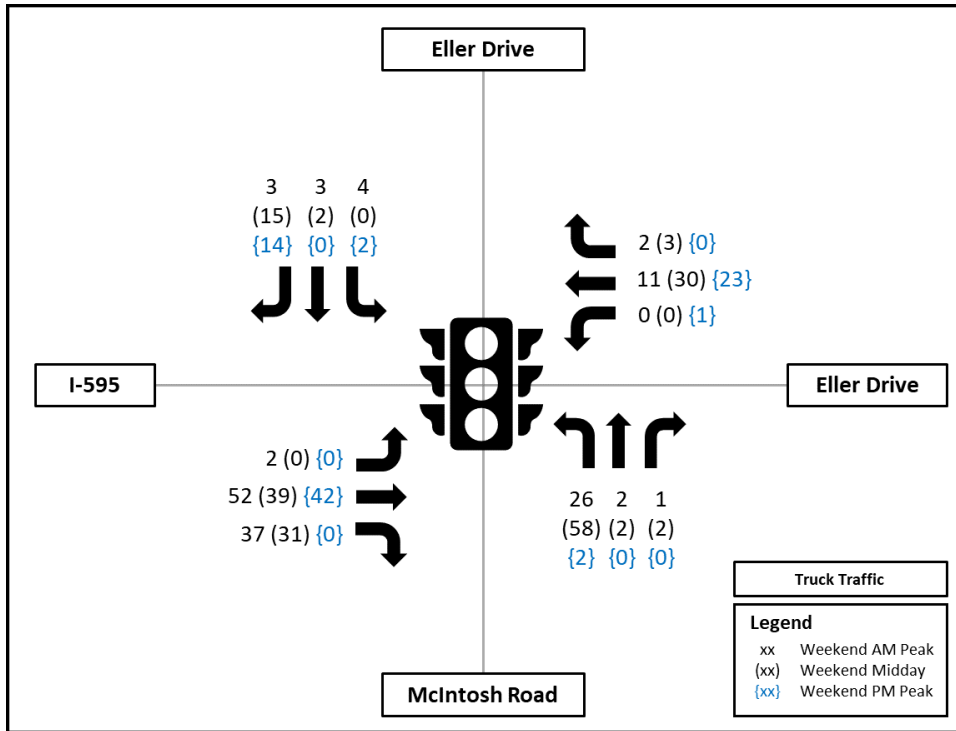 Eller Drive
3 3 4
(15) (2) (0)
{14} {0} {2}
2 (3) {0}
11 (30) {23}
0 (0) {1}
I-595
Eller Drive
2 (0) {0}
52 (39) {42}
37 (31) {0}
26 2 1
(58) (2) (2)
{2} {0} {0}
Truck Traffic
Legend
xx Weekend AM Peak
(xx) Weekend Midday
{xx} Weekend PM Peak
McIntosh Road